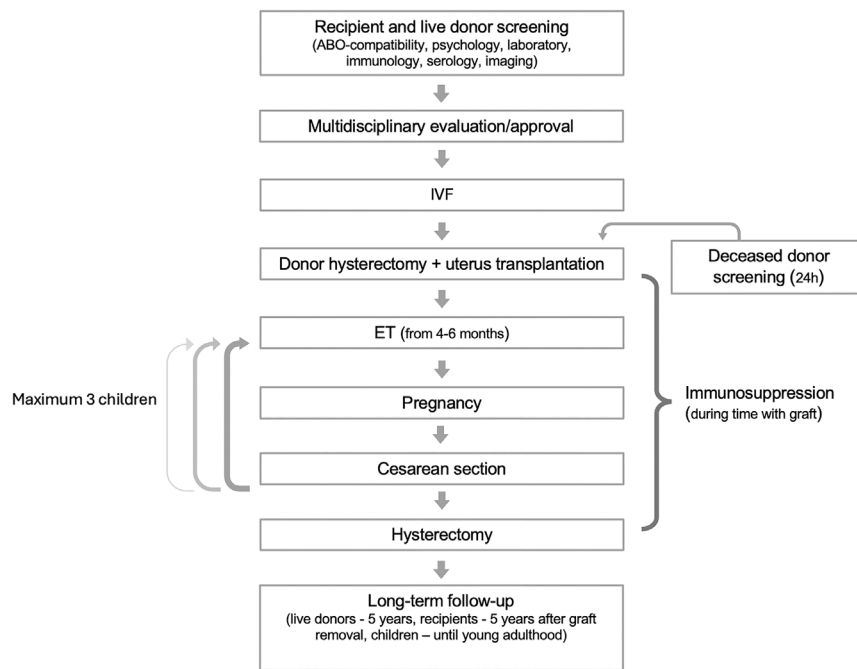 Recipient and live donor screening
(ABO-compatibility, psychology, laboratory,
immunology, serology, imaging)
Multidisciplinary evaluation/approval
IVF
Donor hysterectomy + uterus transplantation
Deceased donor
screening (24h)
ET (from 4-6 months)
Maximum 3 children
Pregnancy
Immunosuppression
(during time with graft)
Cesarean section
Hysterectomy
Long-term follow-up
(live donors - 5 years, recipients - 5 years after graft
removal, children – until young adulthood)